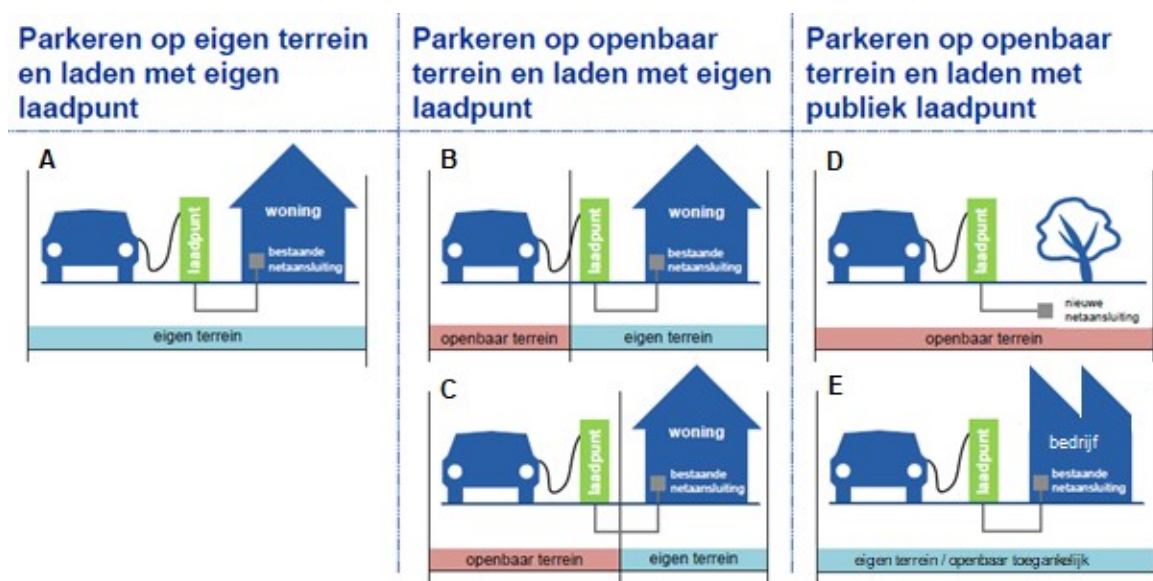 Parkeren op eigen terrein
en laden met eigen
laadpunt
Parkeren op openbaar
terrein en laden met eigen
laadpunt
Parkeren op openbaar
terrein en laden met
publiek laadpunt
A
laadpunt
woning
bestaande
netaansluiting
eigen terrein
B
laadpunt
woning
bestaande
netaansluiting
openbaar terrein
eigen terrein
C
laadpunt
woning
bestaande
netaansluiting
openbaar terrein
eigen terrein
D
laadpunt
nieuwe
netaansluiting
openbaar terrein
E
laadpunt
bedrijf
bestaande
netaansluiting
eigen terrein / openbaar toegankelijk